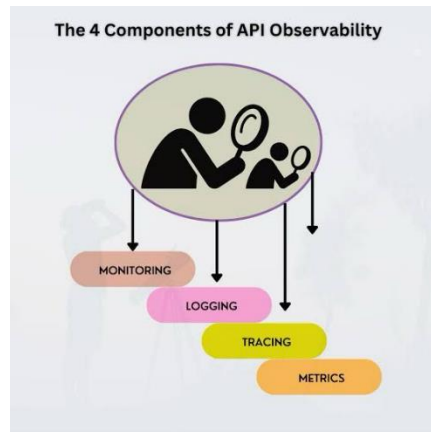 The 4 Components of API Observability
MONITORING
LOGGING
TRACING
METRICS